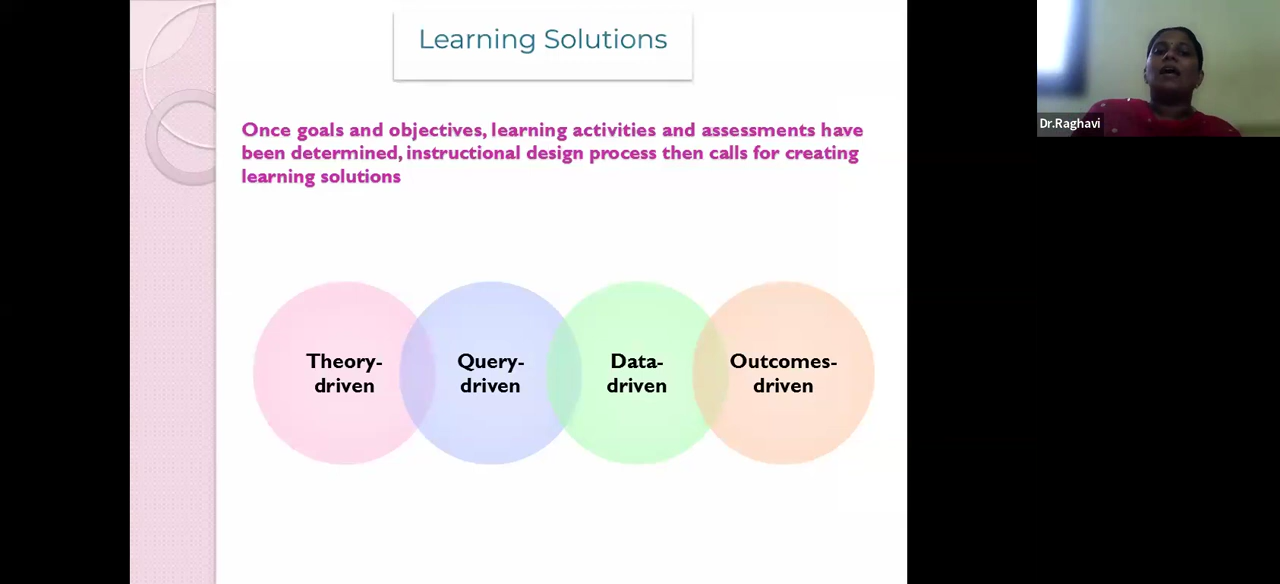 Learning Solutions
Once goals and objectives, learning activities and assessments have
been determined, instructional design process then calls for creating
learning solutions
Theory-
driven
Query-
driven
Data-
driven
Outcomes-
driven
Dr.Raghavi